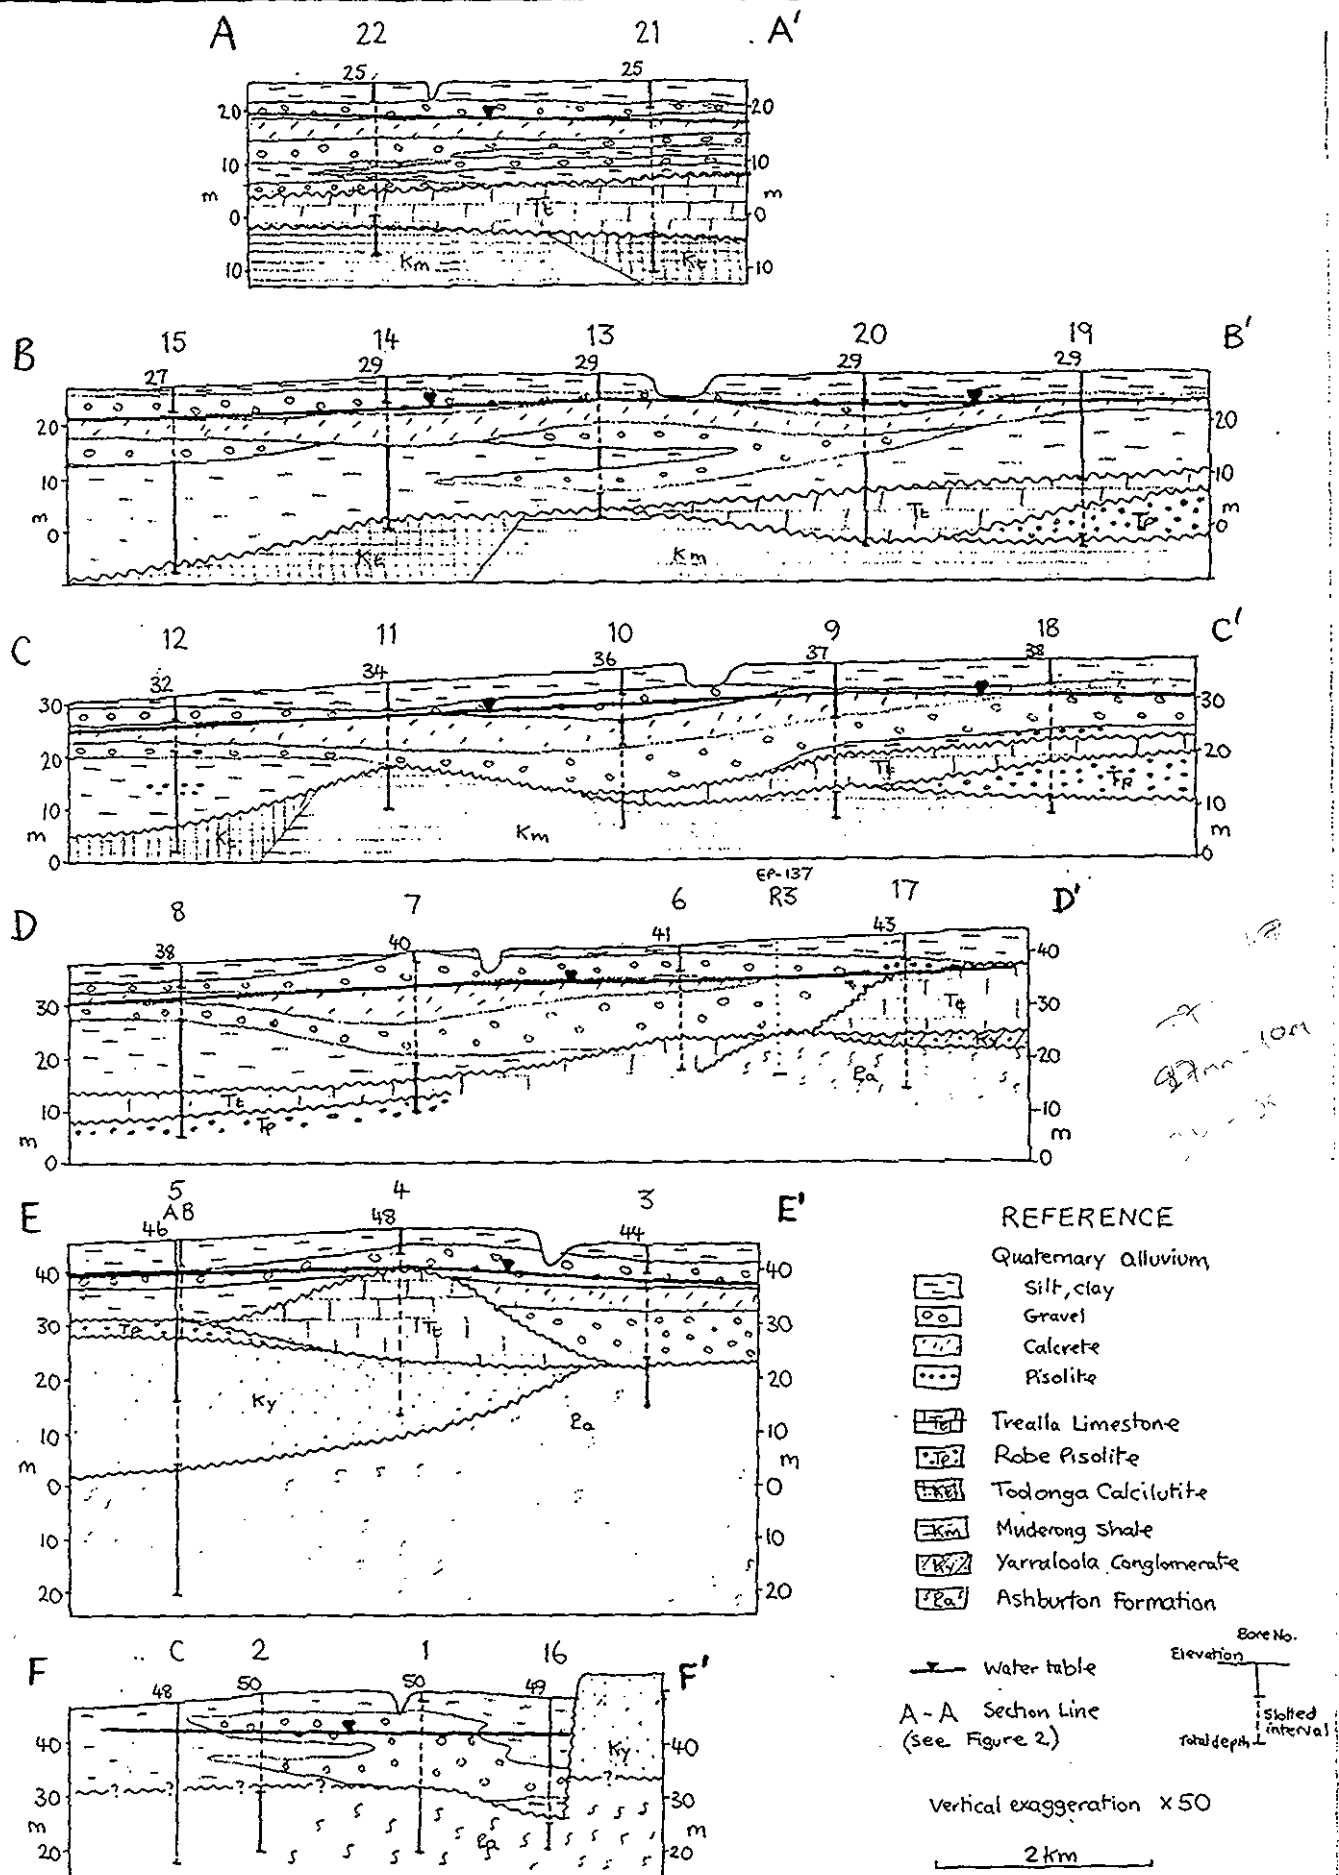 A 22 21 A'
25 25
20 20
10 10
m m
Tt
0 0
Km
10 10
15 14 13 20 19
B B'
27 29 29 29 29
20 20
10 10
m m
0 0
Tt
Tp
Km
12 11 10 9 18
C C'
32 34 36 37 38
30 30
20 20
Tt
Tp
10 10
Km
m m
0 0
EP-137
8 7 6 R3 17
D D'
38 40 41 43
40
30 30
Tt
20 20
Ky
Pa
Tt
10 10
Tp
m m
0 0
5 4 3
AB
E E'
46 48 44
40 40
30 30
Tp Tt
20 20
Ky
Pa
10 10
m m
0 0
10 10
20 20
C 2 1 16
F F'
48 50 50 49
40 40
Ky
? ? ? ? ?
30 30
m m
Pa
20 20
REFERENCE
Quaternary alluvium
Silt, clay
Gravel
Calcrete
Pisolite
Tt Trealla Limestone
Tp Robe Pisolite
Kt Toolonga Calcilutite
Km Muderong Shale
Ky Yarraloola Conglomerate
Pa Ashburton Formation
Water table
A - A Section Line
(see Figure 2)
Bore No.
Elevation
Slotted
interval
Total depth
Vertical exaggeration x 50
2 km